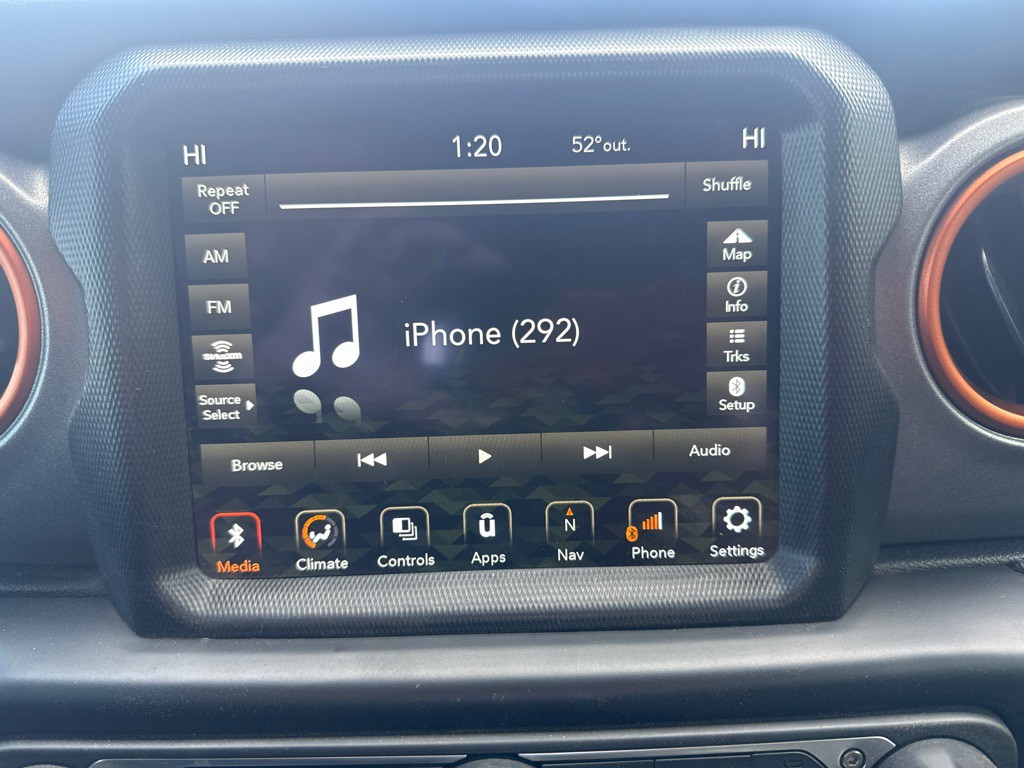 HI 1:20 52°out. HI
Repeat
OFF
Shuffle
AM
FM
SiriusXM
Source
Select
iPhone (292)
Map
Info
Trks
Setup
Browse
Audio
Media
Climate
Controls
ū
Apps
N
Nav
Phone
Settings